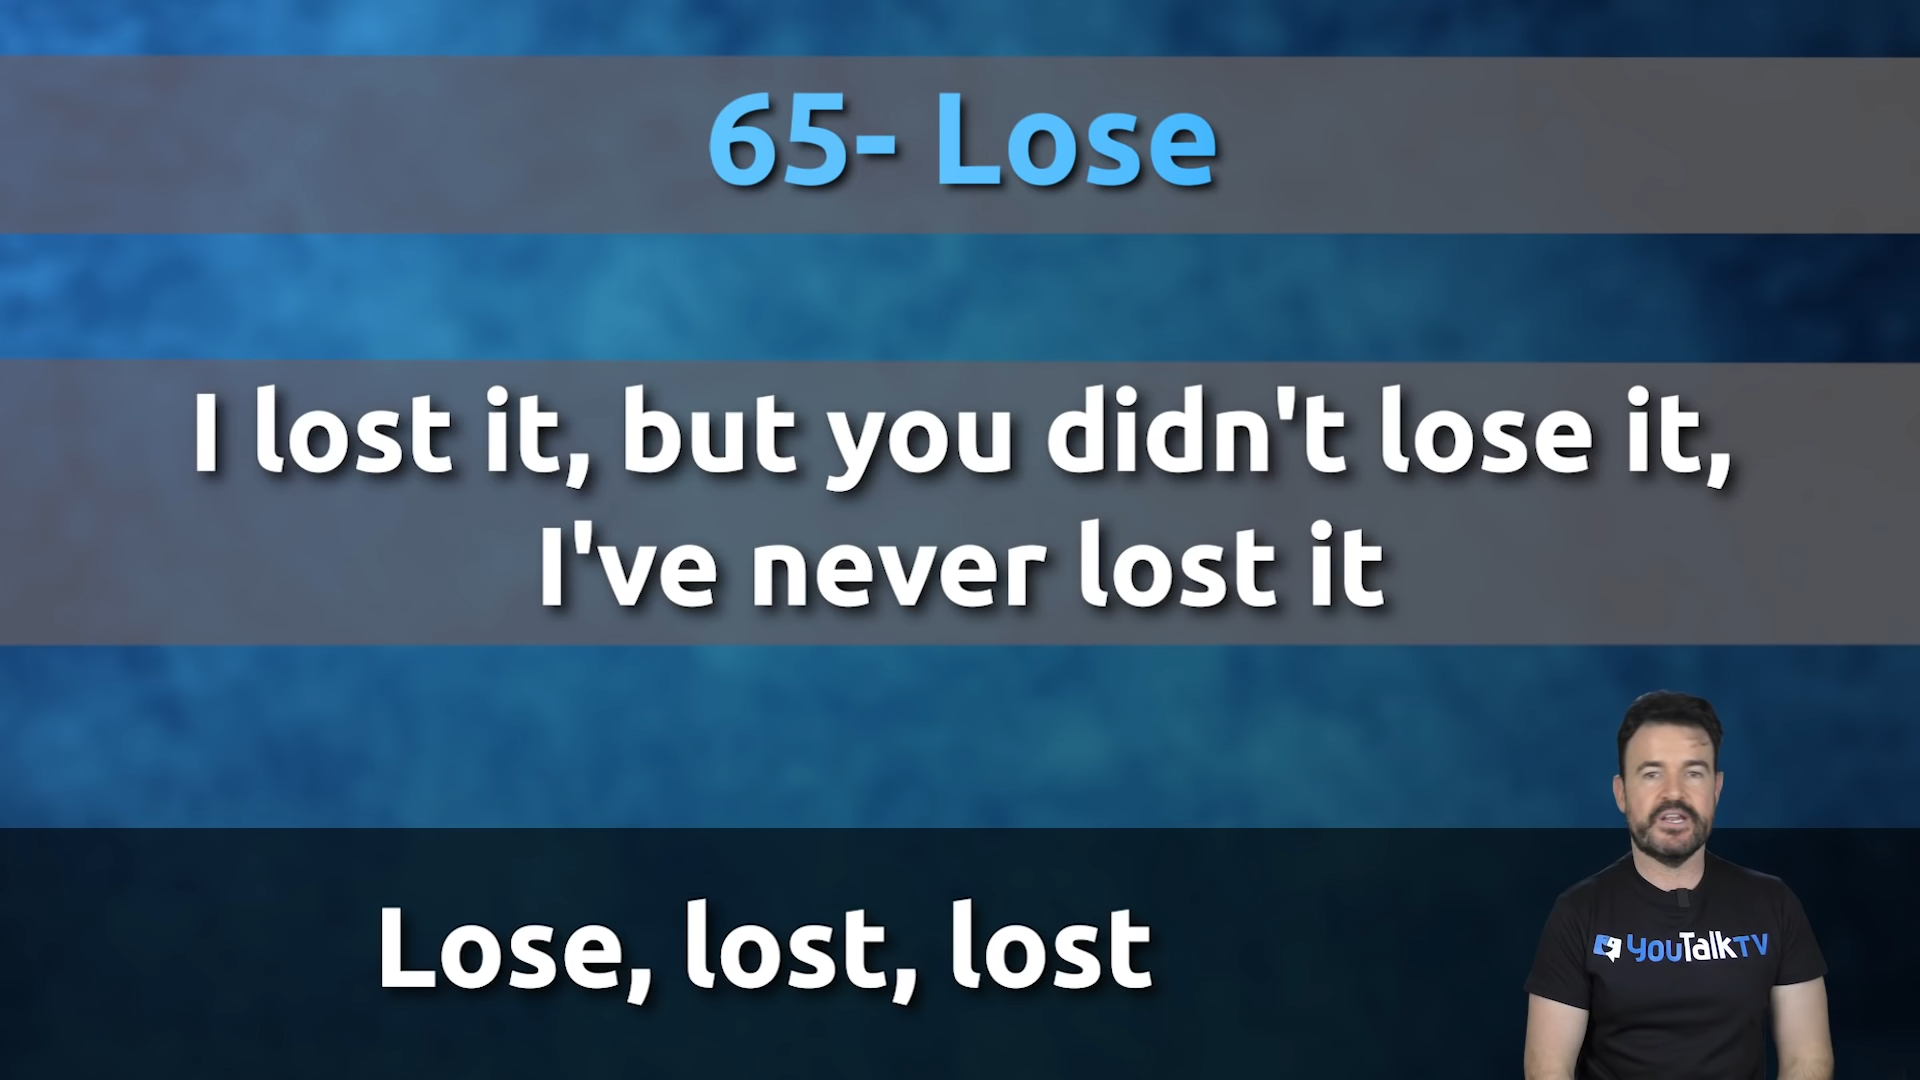 65- Lose
I lost it, but you didn't lose it,
I've never lost it
Lose, lost, lost
YouTalkTV